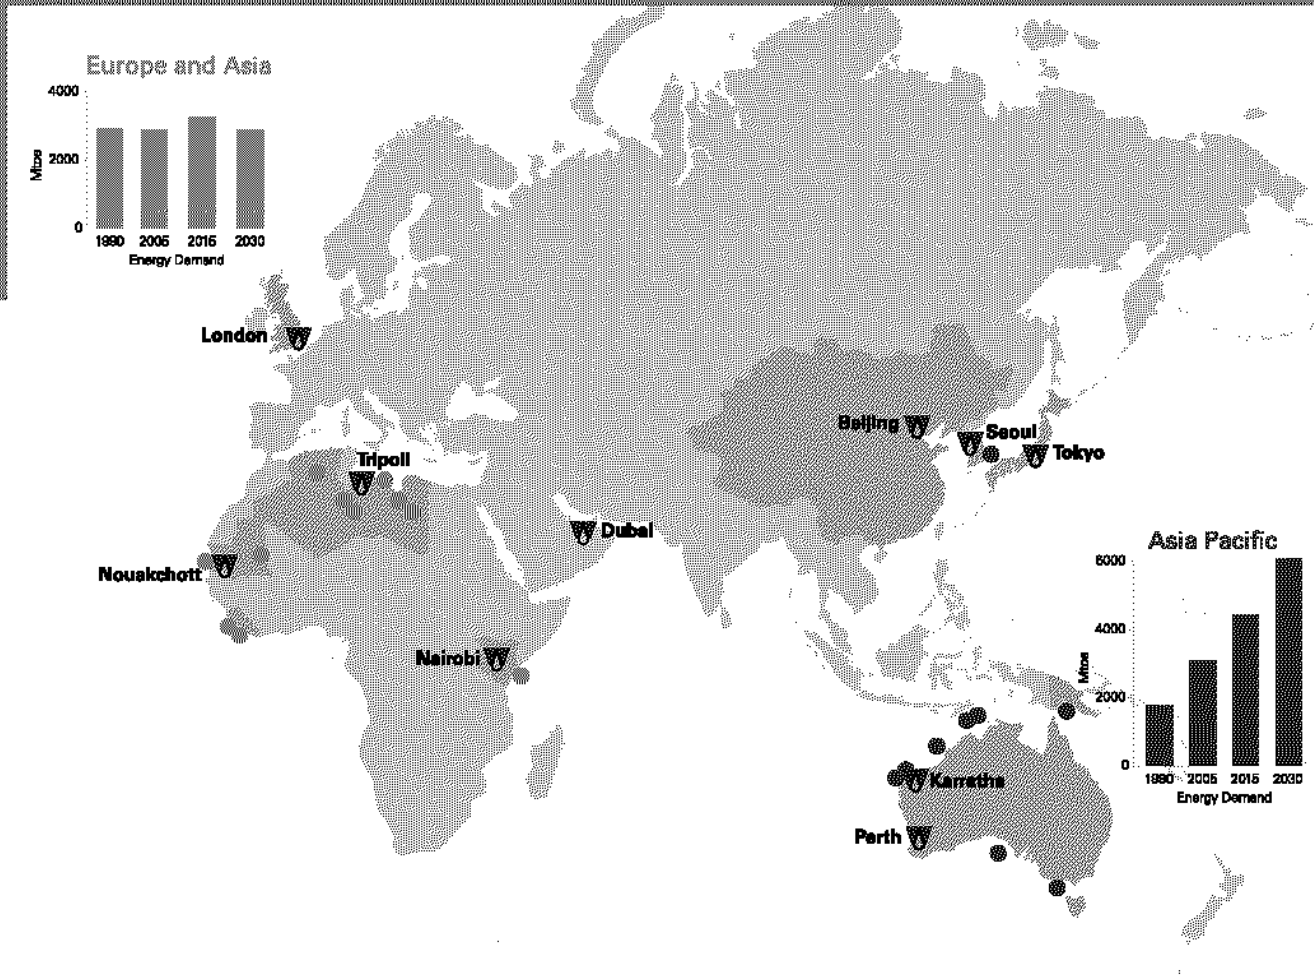 Europe and Asia
4000
2000
0
Mtoe
1990 2005 2015 2030
Energy Demand
London
Beijing
Seoul
Tokyo
Tripoli
Dubai
Nouakchott
Nairobi
Asia Pacific
6000
4000
2000
0
Mtoe
1990 2005 2015 2030
Energy Demand
Karratha
Perth